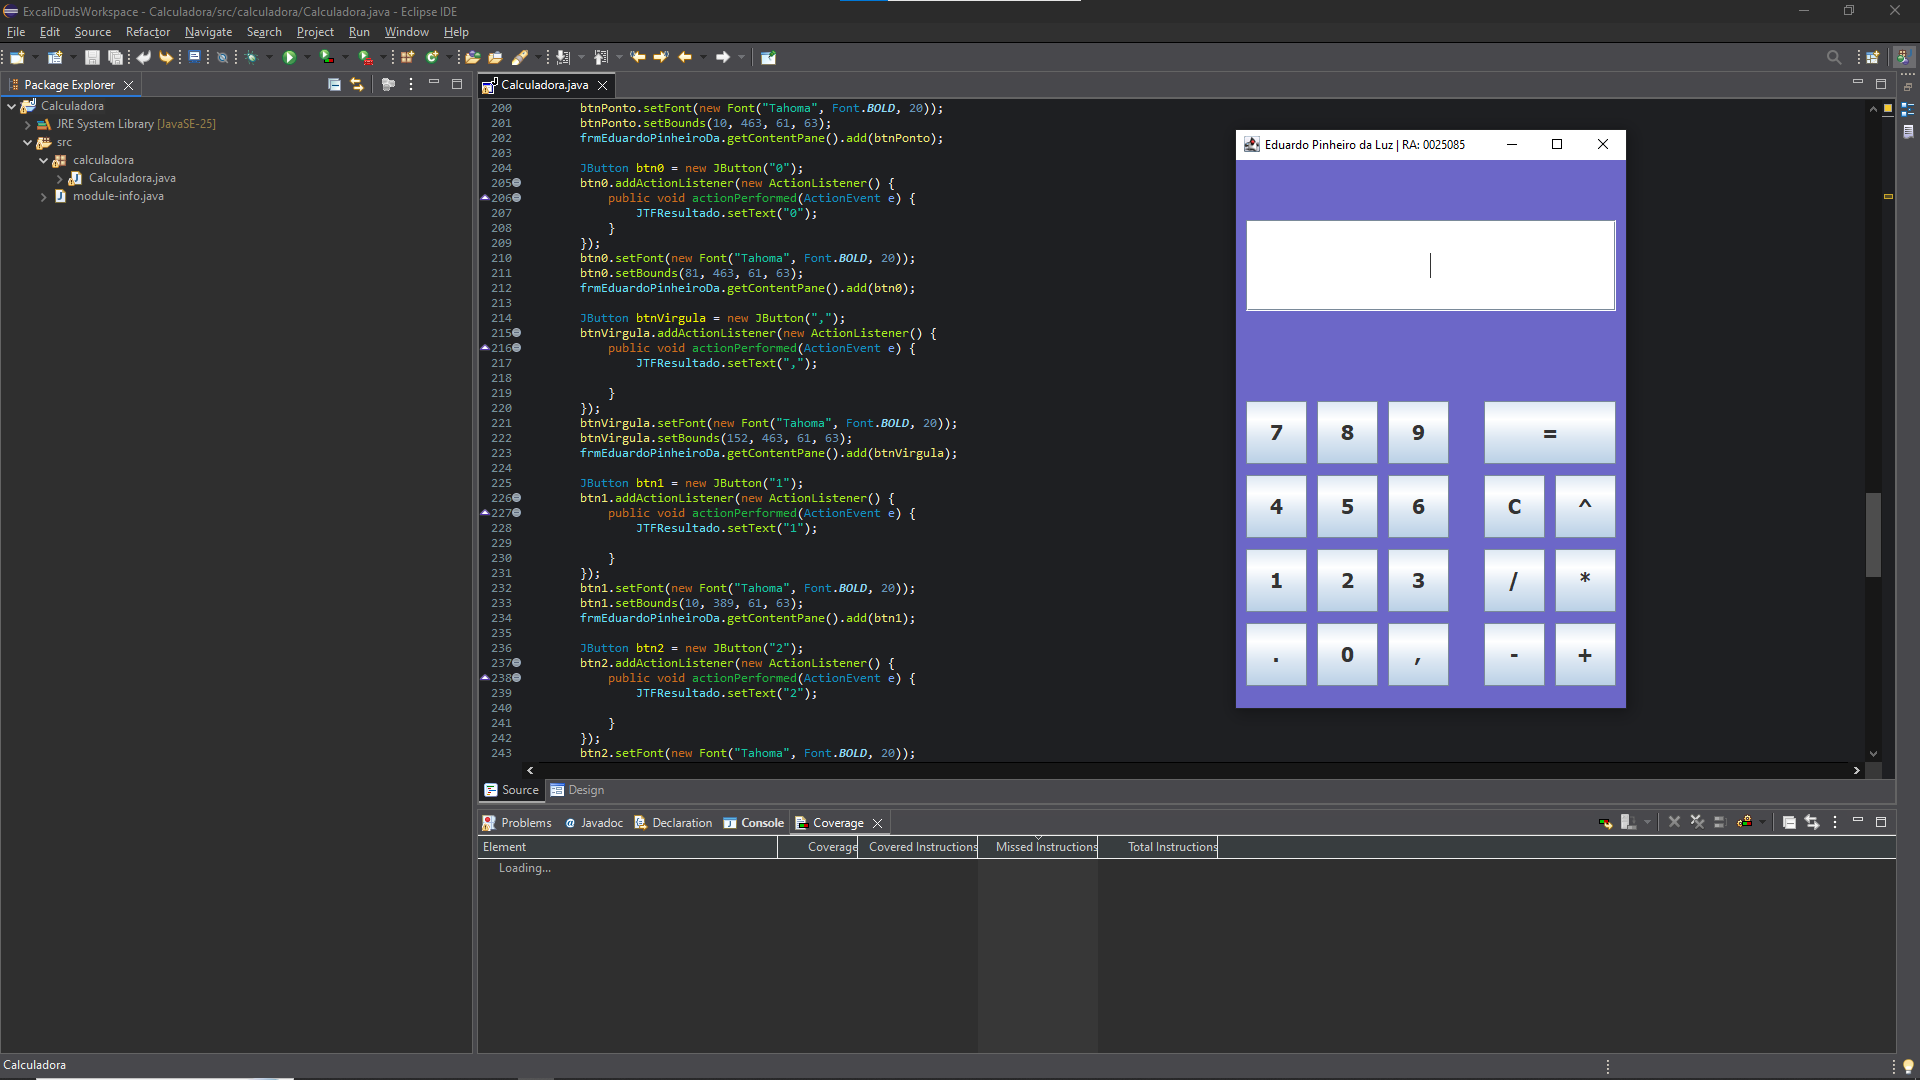 ExcaliDudsWorkspace - Calculadora/src/calculadora/Calculadora.java - Eclipse IDE
File Edit Source Refactor Navigate Search Project Run Window Help
Package Explorer
Calculadora
JRE System Library [JavaSE-25]
src
calculadora
Calculadora.java
module-info.java
Calculadora.java
200 btnPonto.setFont(new Font("Tahoma", Font.BOLD, 20));
201 btnPonto.setBounds(10, 463, 61, 63);
202 frmEduardoPinheiroDa.getContentPane().add(btnPonto);
203
204 JButton btn0 = new JButton("0");
205 btn0.addActionListener(new ActionListener() {
206 public void actionPerformed(ActionEvent e) {
207 JTFResultado.setText("0");
208 }
209 });
210 btn0.setFont(new Font("Tahoma", Font.BOLD, 20));
211 btn0.setBounds(81, 463, 61, 63);
212 frmEduardoPinheiroDa.getContentPane().add(btn0);
213
214 JButton btnVirgula = new JButton(",");
215 btnVirgula.addActionListener(new ActionListener() {
216 public void actionPerformed(ActionEvent e) {
217 JTFResultado.setText(",");
218
219 }
220 });
221 btnVirgula.setFont(new Font("Tahoma", Font.BOLD, 20));
222 btnVirgula.setBounds(152, 463, 61, 63);
223 frmEduardoPinheiroDa.getContentPane().add(btnVirgula);
224
225 JButton btn1 = new JButton("1");
226 btn1.addActionListener(new ActionListener() {
227 public void actionPerformed(ActionEvent e) {
228 JTFResultado.setText("1");
229
230 }
231 });
232 btn1.setFont(new Font("Tahoma", Font.BOLD, 20));
233 btn1.setBounds(10, 389, 61, 63);
234 frmEduardoPinheiroDa.getContentPane().add(btn1);
235
236 JButton btn2 = new JButton("2");
237 btn2.addActionListener(new ActionListener() {
238 public void actionPerformed(ActionEvent e) {
239 JTFResultado.setText("2");
240
241 }
242 });
243 btn2.setFont(new Font("Tahoma", Font.BOLD, 20));
Eduardo Pinheiro da Luz | RA: 0025085
7 8 9 =
4 5 6 C ^
1 2 3 / *
. 0 , - +
Source Design
Problems Javadoc Declaration Console Coverage
Element Coverage Covered Instructions Missed Instructions Total Instructions
Loading...
Calculadora